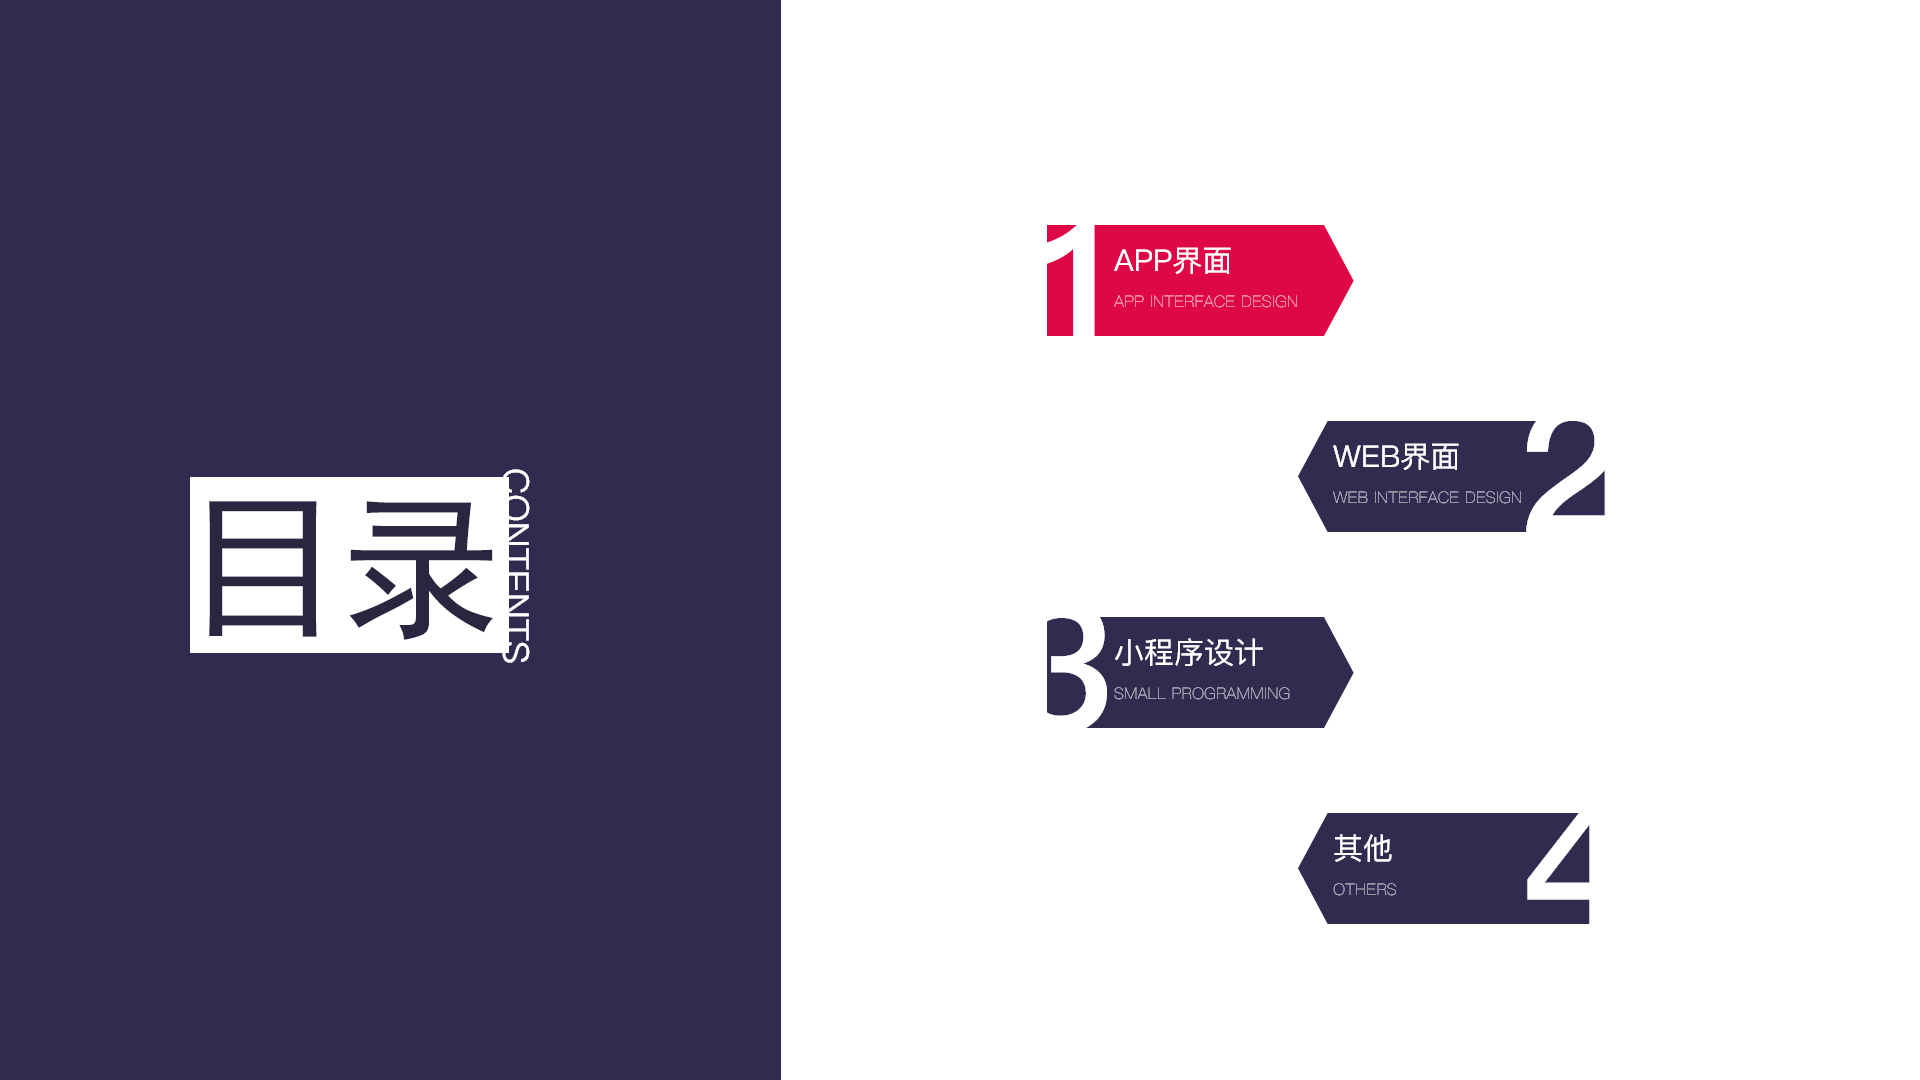 目录
CONTENTS
1
APP界面
APP INTERFACE DESIGN
WEB界面
WEB INTERFACE DESIGN
2
3
小程序设计
SMALL PROGRAMMING
其他
OTHERS
4